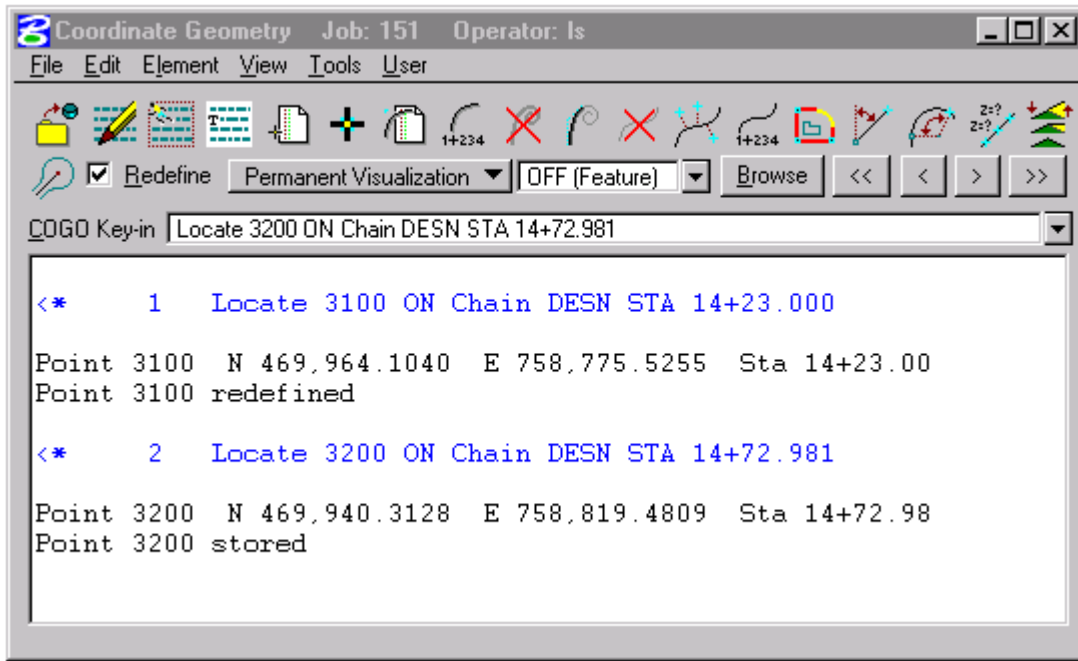 Coordinate Geometry Job: 151 Operator: ls
File Edit Element View Tools User
T
1+234
1+234
z=?
z=?
Redefine Permanent Visualization OFF (Feature) Browse << < > >>
COGO Key-in Locate 3200 ON Chain DESN STA 14+72.981
<* 1 Locate 3100 ON Chain DESN STA 14+23.000
Point 3100 N 469,964.1040 E 758,775.5255 Sta 14+23.00
Point 3100 redefined
<* 2 Locate 3200 ON Chain DESN STA 14+72.981
Point 3200 N 469,940.3128 E 758,819.4809 Sta 14+72.98
Point 3200 stored